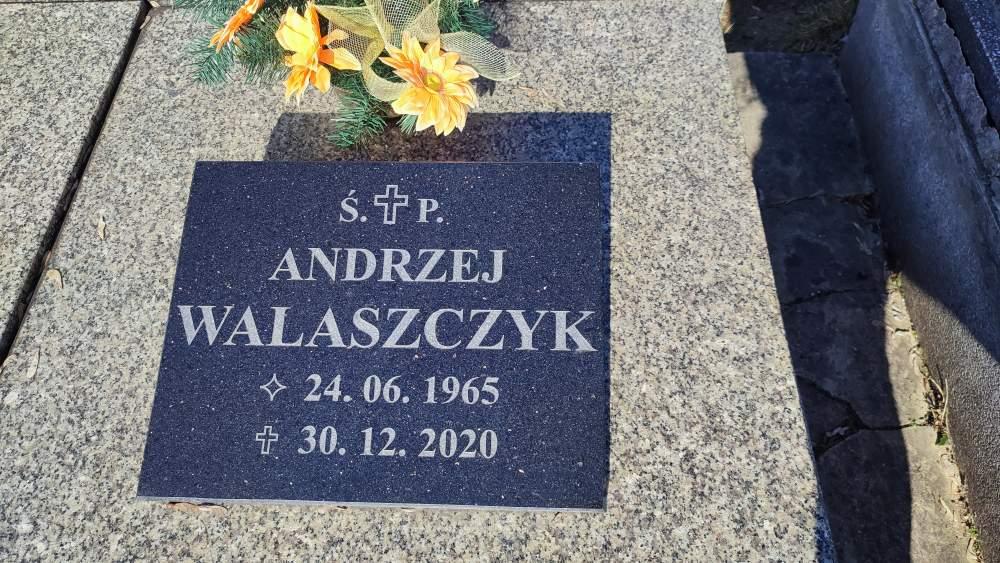 Ś. P.
ANDRZEJ
WALASZCZYK
24. 06. 1965
30. 12. 2020